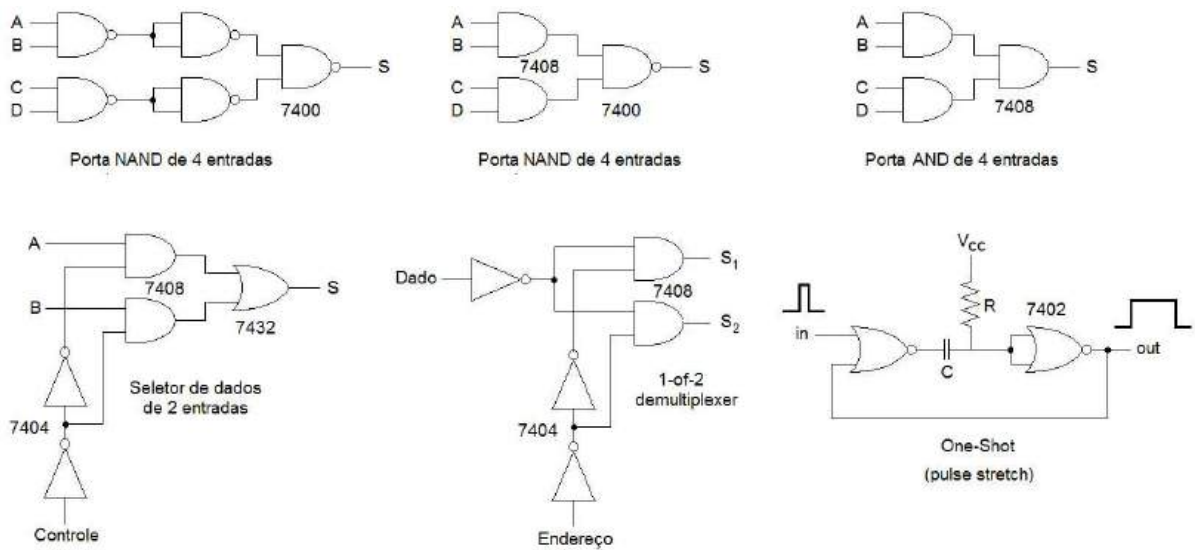 A
B
C
D
7400
S
Porta NAND de 4 entradas
A
B
7408
C
D
7400
S
Porta NAND de 4 entradas
A
B
C
D
7408
S
Porta AND de 4 entradas
A
7408
B
7432
S
Seletor de dados
de 2 entradas
7404
Controle
Dado
S1
7408
S2
1-of-2
demultiplexer
7404
Endereço
VCC
R
7402
in
C
out
One-Shot
(pulse stretch)